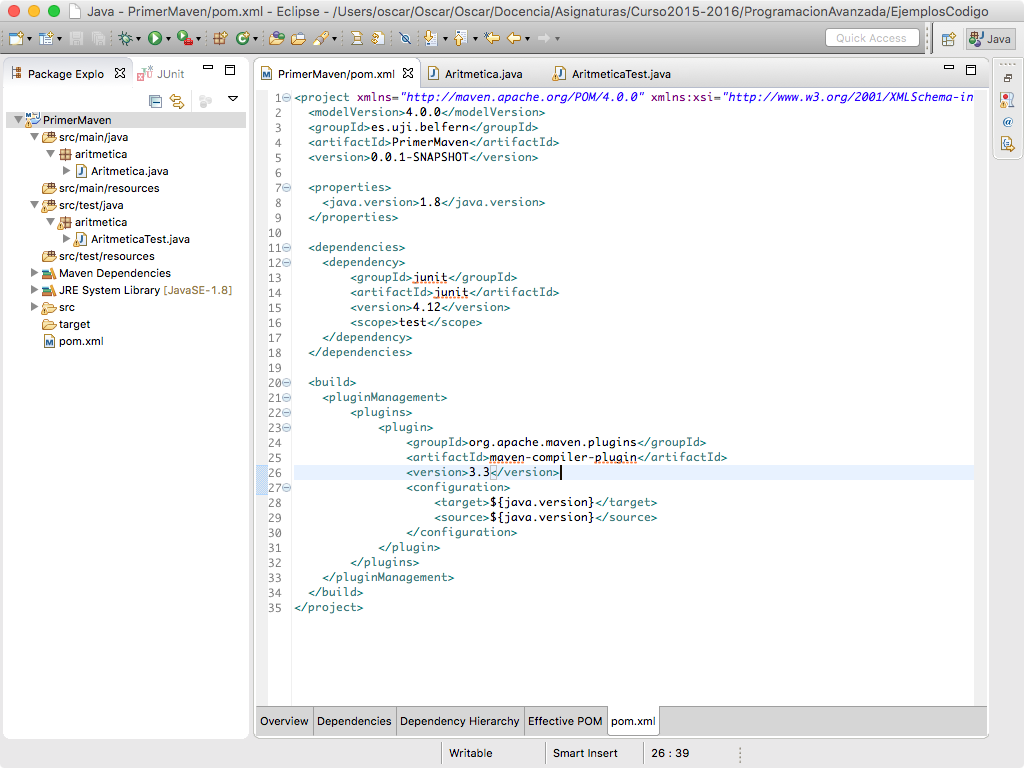 Java - PrimerMaven/pom.xml - Eclipse - /Users/oscar/Oscar/Oscar/Docencia/Asignaturas/Curso2015-2016/ProgramacionAvanzada/EjemplosCodigo
Quick Access
Java
Package Explo
JUnit
PrimerMaven
src/main/java
aritmetica
Aritmetica.java
src/main/resources
src/test/java
aritmetica
AritmeticaTest.java
src/test/resources
Maven Dependencies
JRE System Library [JavaSE-1.8]
src
target
pom.xml
PrimerMaven/pom.xml
Aritmetica.java
AritmeticaTest.java
1 <project xmlns="http://maven.apache.org/POM/4.0.0" xmlns:xsi="http://www.w3.org/2001/XMLSchema-in
2 <modelVersion>4.0.0</modelVersion>
3 <groupId>es.uji.belfern</groupId>
4 <artifactId>PrimerMaven</artifactId>
5 <version>0.0.1-SNAPSHOT</version>
6
7 <properties>
8 <java.version>1.8</java.version>
9 </properties>
10
11 <dependencies>
12 <dependency>
13 <groupId>junit</groupId>
14 <artifactId>junit</artifactId>
15 <version>4.12</version>
16 <scope>test</scope>
17 </dependency>
18 </dependencies>
19
20 <build>
21 <pluginManagement>
22 <plugins>
23 <plugin>
24 <groupId>org.apache.maven.plugins</groupId>
25 <artifactId>maven-compiler-plugin</artifactId>
26 <version>3.3</version>
27 <configuration>
28 <target>${java.version}</target>
29 <source>${java.version}</source>
30 </configuration>
31 </plugin>
32 </plugins>
33 </pluginManagement>
34 </build>
35 </project>
Overview
Dependencies
Dependency Hierarchy
Effective POM
pom.xml
Writable
Smart Insert
26 : 39